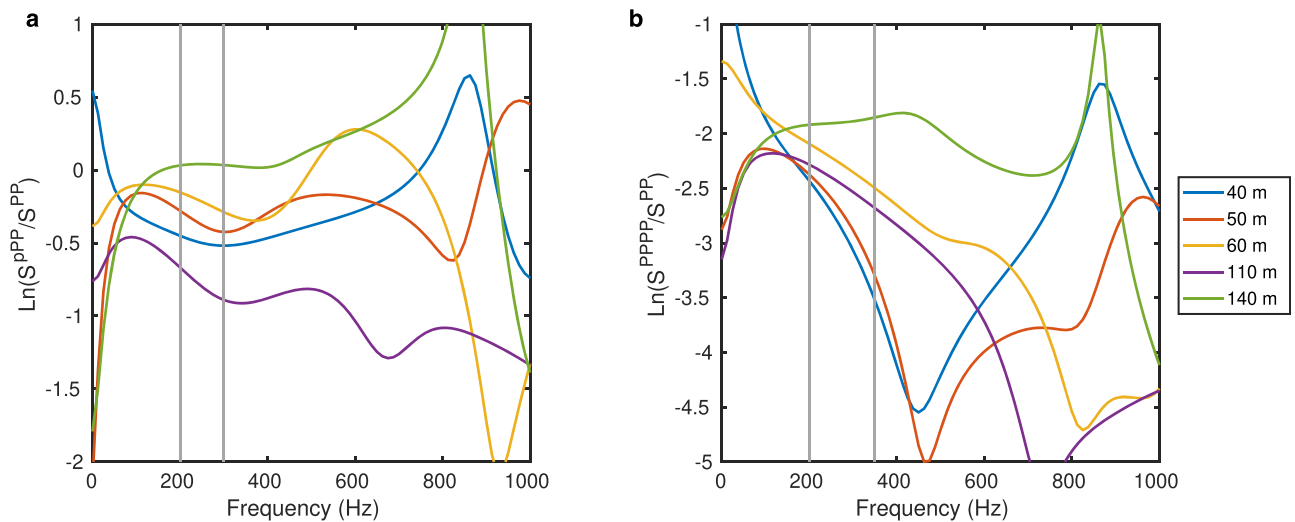 a
Ln(S^pPP/S^PP)
1
0.5
0
-0.5
-1
-1.5
-2
0 200 400 600 800 1000
Frequency (Hz)
b
Ln(S^PPPP/S^PP)
-1
-1.5
-2
-2.5
-3
-3.5
-4
-4.5
-5
0 200 400 600 800 1000
Frequency (Hz)
40 m
50 m
60 m
110 m
140 m